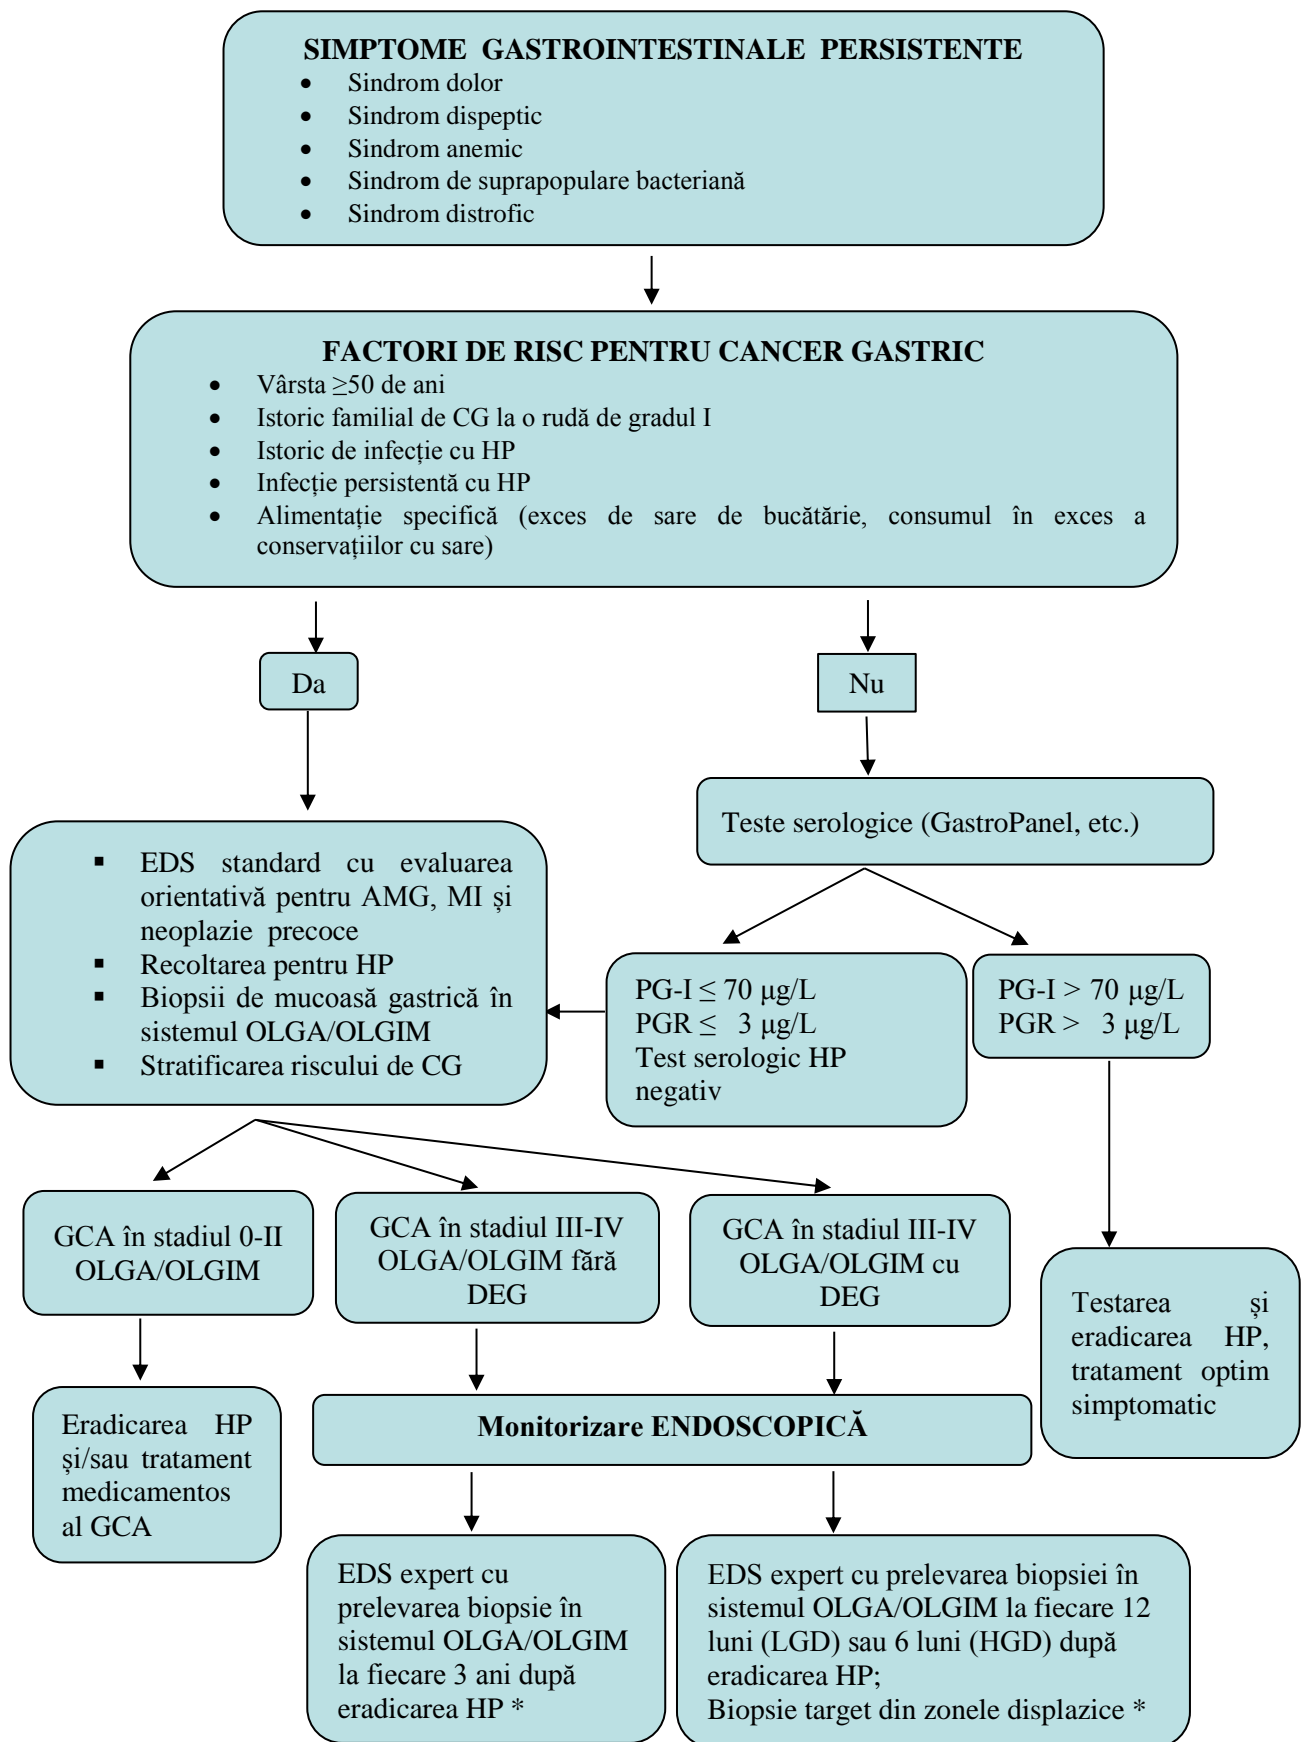 SIMPTOME GASTROINTESTINALE PERSISTENTE
• Sindrom dolor
• Sindrom dispeptic
• Sindrom anemic
• Sindrom de suprapopulare bacteriană
• Sindrom distrofic
FACTORI DE RISC PENTRU CANCER GASTRIC
• Vârsta ≥50 de ani
• Istoric familial de CG la o rudă de gradul I
• Istoric de infecție cu HP
• Infecție persistentă cu HP
• Alimentație specifică (exces de sare de bucătărie, consumul în exces a
conservațiilor cu sare)
Da
Nu
Teste serologice (GastroPanel, etc.)
▪ EDS standard cu evaluarea
orientativă pentru AMG, MI și
neoplazie precoce
▪ Recoltarea pentru HP
▪ Biopsii de mucoasă gastrică în
sistemul OLGA/OLGIM
▪ Stratificarea riscului de CG
PG-I ≤ 70 µg/L
PGR ≤ 3 µg/L
Test serologic HP
negativ
PG-I > 70 µg/L
PGR > 3 µg/L
GCA în stadiul 0-II
OLGA/OLGIM
GCA în stadiul III-IV
OLGA/OLGIM fără
DEG
GCA în stadiul III-IV
OLGA/OLGIM cu
DEG
Testarea și
eradicarea HP,
tratament optim
simptomatic
Eradicarea HP
și/sau tratament
medicamentos
al GCA
Monitorizare ENDOSCOPICĂ
EDS expert cu
prelevarea biopsie în
sistemul OLGA/OLGIM
la fiecare 3 ani după
eradicarea HP *
EDS expert cu prelevarea biopsiei în
sistemul OLGA/OLGIM la fiecare 12
luni (LGD) sau 6 luni (HGD) după
eradicarea HP;
Biopsie target din zonele displazice *